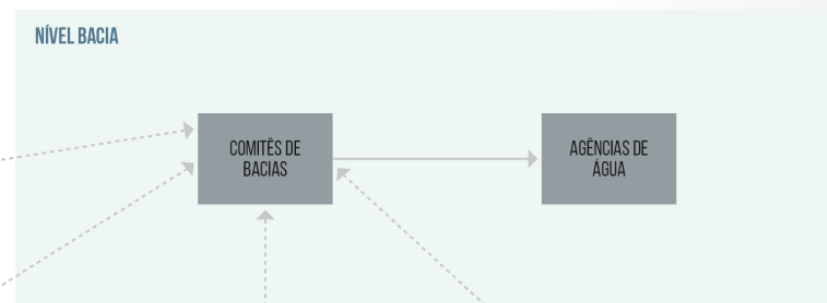 NÍVEL BACIA
COMITÊS DE
BACIAS
AGÊNCIAS DE
ÁGUA